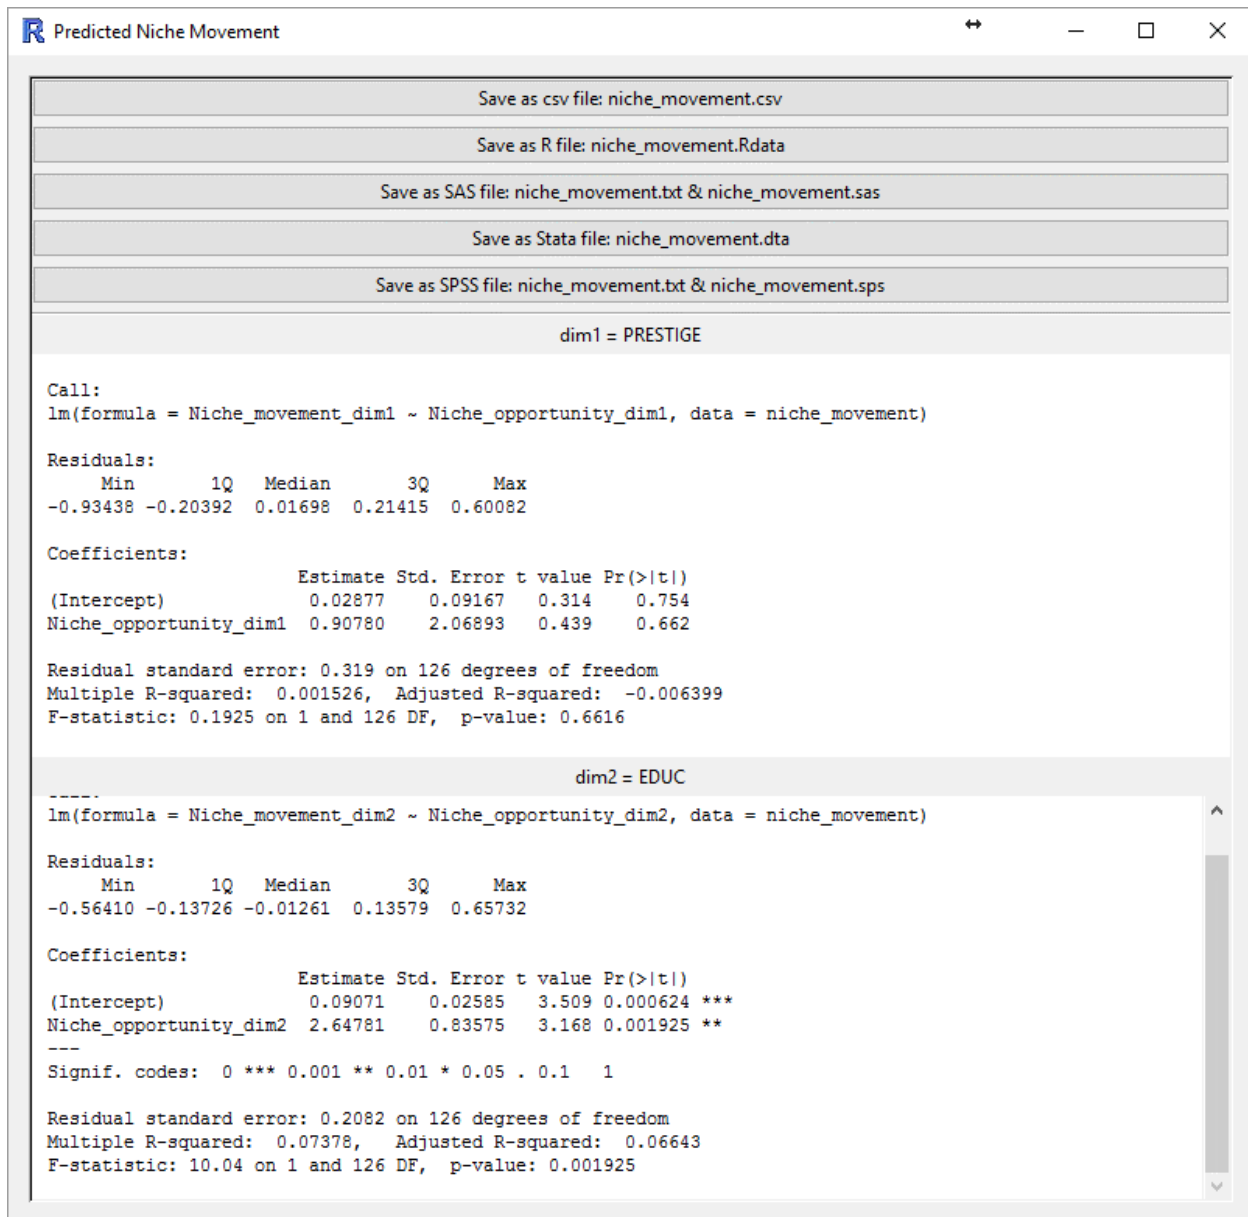 Predicted Niche Movement
Save as csv file: niche_movement.csv
Save as R file: niche_movement.Rdata
Save as SAS file: niche_movement.txt & niche_movement.sas
Save as Stata file: niche_movement.dta
Save as SPSS file: niche_movement.txt & niche_movement.sps
dim1 = PRESTIGE
Call:
lm(formula = Niche_movement_dim1 ~ Niche_opportunity_dim1, data = niche_movement)
Residuals:
     Min       1Q   Median       3Q      Max
-0.93438 -0.20392  0.01698  0.21415  0.60082
Coefficients:
                       Estimate Std. Error t value Pr(>|t|)
(Intercept)             0.02877    0.09167   0.314    0.754
Niche_opportunity_dim1  0.90780    2.06893   0.439    0.662
Residual standard error: 0.319 on 126 degrees of freedom
Multiple R-squared:  0.001526,  Adjusted R-squared:  -0.006399
F-statistic: 0.1925 on 1 and 126 DF,  p-value: 0.6616
dim2 = EDUC
lm(formula = Niche_movement_dim2 ~ Niche_opportunity_dim2, data = niche_movement)
Residuals:
     Min       1Q   Median       3Q      Max
-0.56410 -0.13726 -0.01261  0.13579  0.65732
Coefficients:
                       Estimate Std. Error t value Pr(>|t|)
(Intercept)             0.09071    0.02585   3.509 0.000624 ***
Niche_opportunity_dim2  2.64781    0.83575   3.168 0.001925 **
---
Signif. codes:  0 *** 0.001 ** 0.01 * 0.05 . 0.1   1
Residual standard error: 0.2082 on 126 degrees of freedom
Multiple R-squared:  0.07378,   Adjusted R-squared:  0.06643
F-statistic: 10.04 on 1 and 126 DF,  p-value: 0.001925